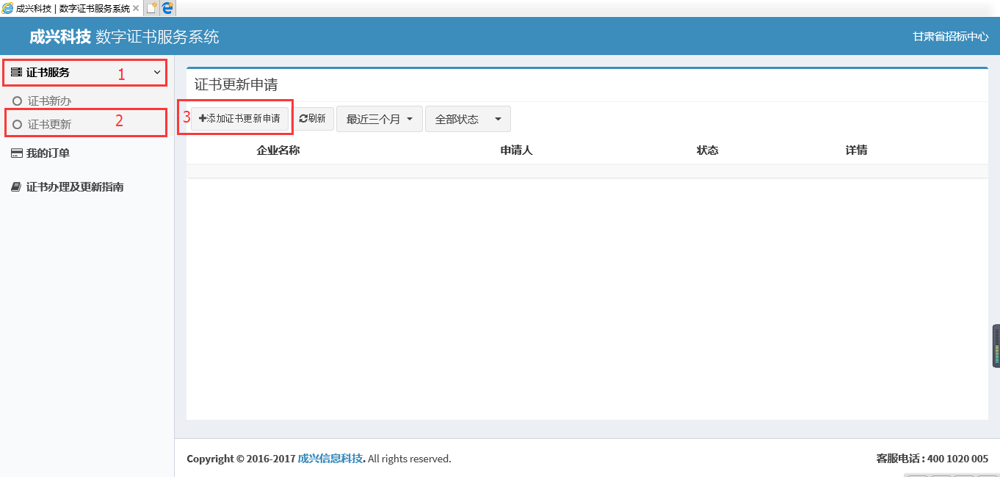 成兴科技 | 数字证书服务系统
成兴科技 数字证书服务系统
甘肃省招标中心
证书服务 1
证书新办
证书更新 2
我的订单
证书办理及更新指南
证书更新申请
3 添加证书更新申请 刷新 最近三个月 全部状态
企业名称 申请人 状态 详情
Copyright © 2016-2017 成兴信息科技. All rights reserved.
客服电话 : 400 1020 005